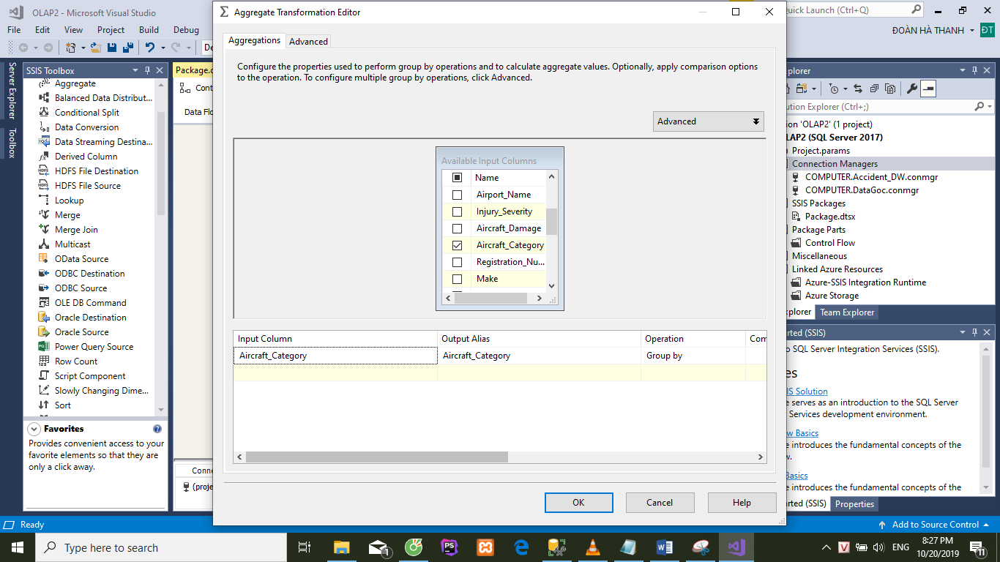 OLAP2 - Microsoft Visual Studio
Quick Launch (Ctrl+Q)
File Edit View Project Build Debug
ĐOÀN HÀ THANH
ĐT
De
Server Explorer
Toolbox
SSIS Toolbox
Aggregate
Balanced Data Distribut...
Conditional Split
Data Conversion
Data Streaming Destina...
Derived Column
HDFS File Destination
HDFS File Source
Lookup
Merge
Merge Join
Multicast
OData Source
ODBC Destination
ODBC Source
OLE DB Command
Oracle Destination
Oracle Source
Power Query Source
Row Count
Script Component
Slowly Changing Dime...
Sort
Favorites
Provides convenient access to your
favorite elements so that they are
only a click away.
Package.d
Cont
Data Flo
Conne
(proje
Aggregate Transformation Editor
Aggregations Advanced
Configure the properties used to perform group by operations and to calculate aggregate values. Optionally, apply comparison options
to the operation. To configure multiple group by operations, click Advanced.
Advanced
Available Input Columns
Name
Airport_Name
Injury_Severity
Aircraft_Damage
Aircraft_Category
Registration_Nu...
Make
Input Column Output Alias Operation Com
Aircraft_Category Aircraft_Category Group by
OK Cancel Help
plorer
ution Explorer (Ctrl+;)
ion 'OLAP2' (1 project)
LAP2 (SQL Server 2017)
Project.params
Connection Managers
COMPUTER.Accident_DW.conmgr
COMPUTER.DataGoc.conmgr
SSIS Packages
Package.dtsx
Package Parts
Control Flow
Miscellaneous
Linked Azure Resources
Azure-SSIS Integration Runtime
Azure Storage
plorer Team Explorer
rted (SSIS)
to SQL Server Integration Services (SSIS).
es
IS Solution
e serves as an introduction to the SQL Server
Services development environment.
w Basics
e introduces the fundamental concepts of the
w.
Basics
e introduces the fundamental concepts of the
rted (SSIS) Properties
Ready
Add to Source Control
Type here to search
1
PS
V
ENG
8:27 PM
10/20/2019
11